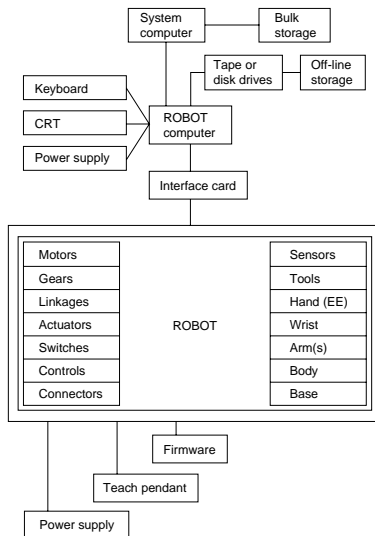 System
computer
Bulk
storage
Tape or
disk drives
Off-line
storage
Keyboard
CRT
Power supply
ROBOT
computer
Interface card
Motors
Gears
Linkages
Actuators
Switches
Controls
Connectors
ROBOT
Sensors
Tools
Hand (EE)
Wrist
Arm(s)
Body
Base
Firmware
Teach pendant
Power supply